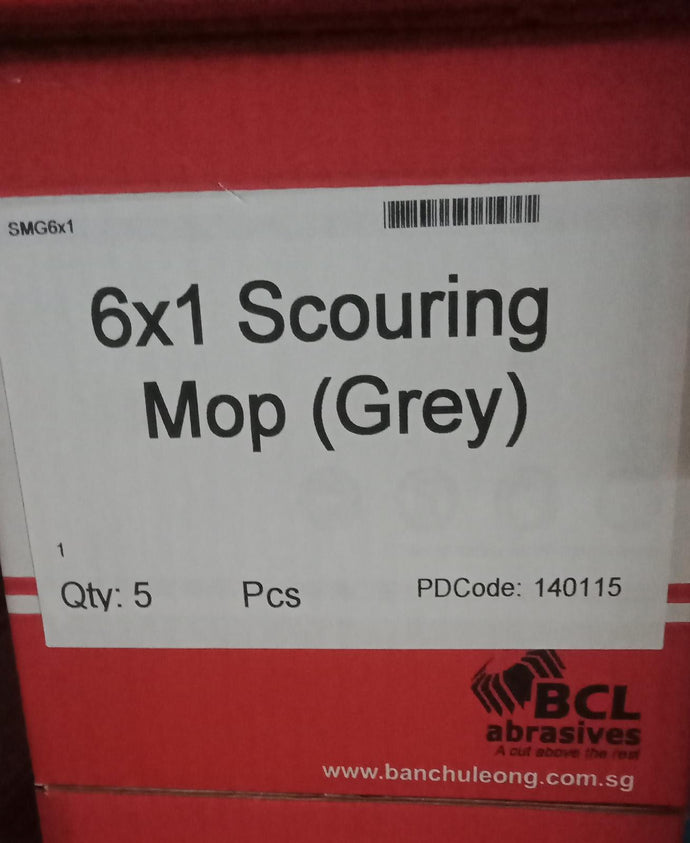 SMG6x1
6x1 Scouring
Mop (Grey)
1
Qty: 5 Pcs PDCode: 140115
BCL
abrasives
A cut above the rest
www.banchuleong.com.sg